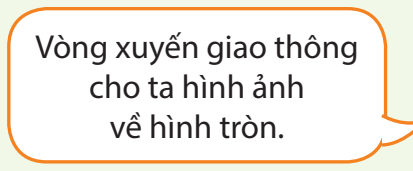 Vòng xuyến giao thông
cho ta hình ảnh
về hình tròn.